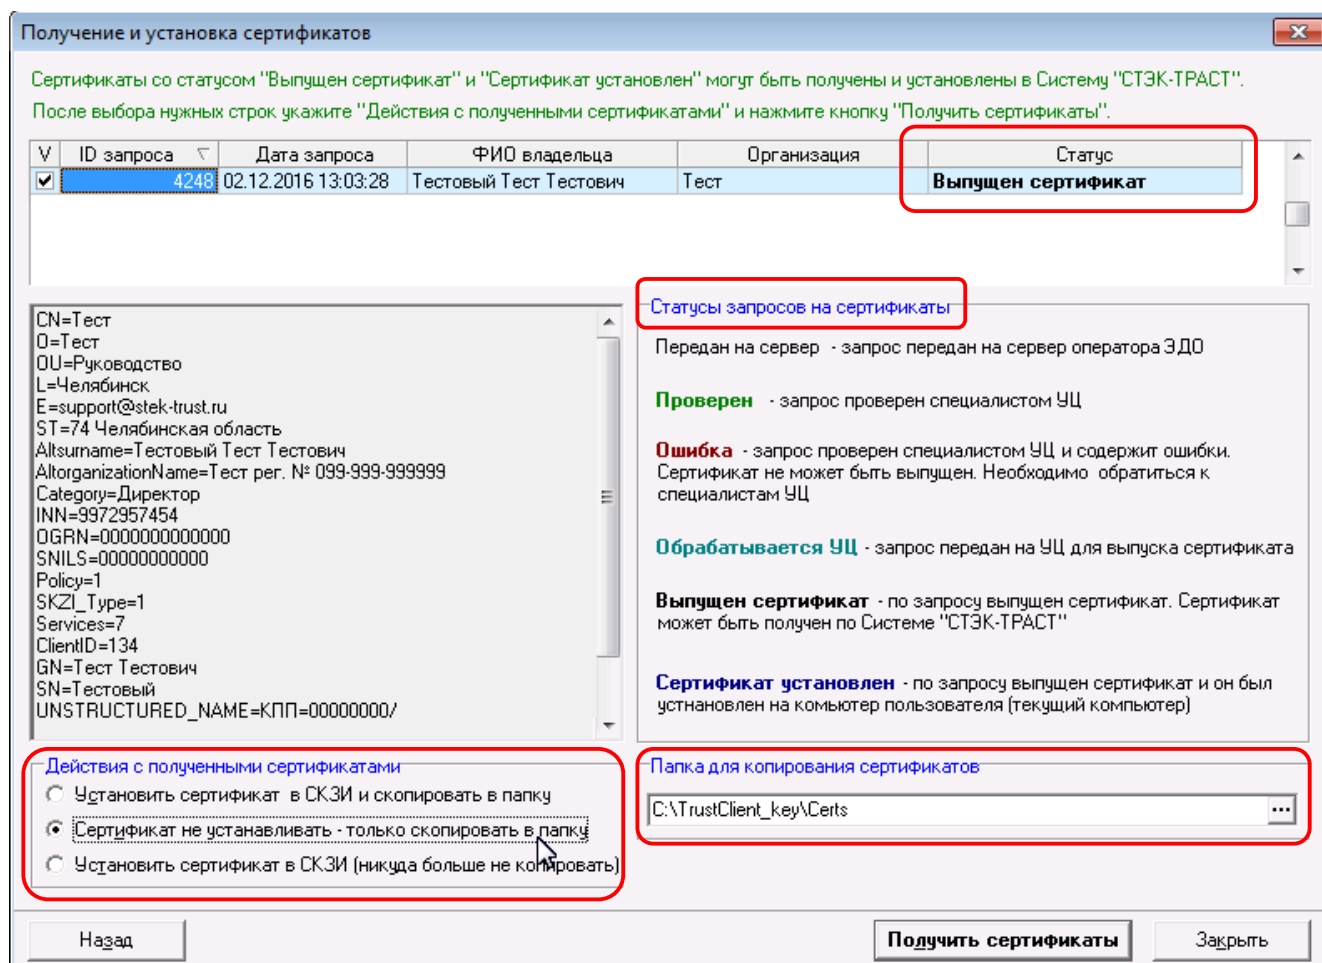 Получение и установка сертификатов
Сертификаты со статусом "Выпущен сертификат" и "Сертификат установлен" могут быть получены и установлены в Систему "СТЭК-ТРАСТ".
После выбора нужных строк укажите "Действия с полученными сертификатами" и нажмите кнопку "Получить сертификаты".
V ID запроса Дата запроса ФИО владельца Организация Статус
4248 02.12.2016 13:03:28 Тестовый Тест Тестович Тест Выпущен сертификат
CN=Тест
O=Тест
OU=Руководство
L=Челябинск
E=support@stek-trust.ru
ST=74 Челябинская область
Altsurname=Тестовый Тест Тестович
AltorganizationName=Тест рег. № 099-999-999999
Category=Директор
INN=9972957454
OGRN=0000000000000
SNILS=00000000000
Policy=1
SKZI_Type=1
Services=7
ClientID=134
GN=Тест Тестович
SN=Тестовый
UNSTRUCTURED_NAME=КПП=00000000/
Статусы запросов на сертификаты
Передан на сервер - запрос передан на сервер оператора ЭДО
Проверен - запрос проверен специалистом УЦ
Ошибка - запрос проверен специалистом УЦ и содержит ошибки.
Сертификат не может быть выпущен. Необходимо обратиться к
специалистам УЦ
Обрабатывается УЦ - запрос передан на УЦ для выпуска сертификата
Выпущен сертификат - по запросу выпущен сертификат. Сертификат
может быть получен по Системе "СТЭК-ТРАСТ"
Сертификат установлен - по запросу выпущен сертификат и он был
устнановлен на комьютер пользователя (текущий компьютер)
Действия с полученными сертификатами
Установить сертификат в СКЗИ и скопировать в папку
Сертификат не устанавливать - только скопировать в папку
Установить сертификат в СКЗИ (никуда больше не копировать)
Папка для копирования сертификатов
C:\TrustClient_key\Certs
...
Назад
Получить сертификаты
Закрыть